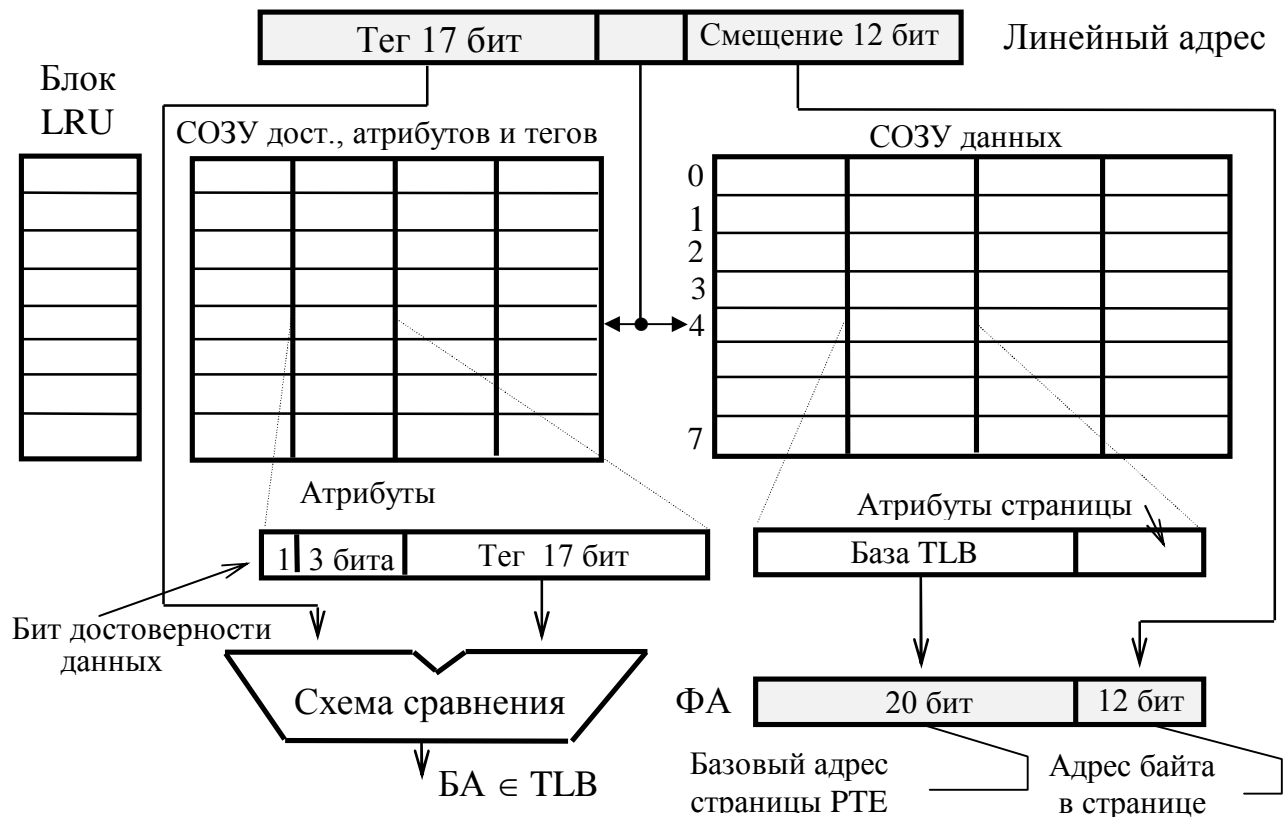 Тег 17 бит
Смещение 12 бит
Линейный адрес
Блок
LRU
СОЗУ дост., атрибутов и тегов
СОЗУ данных
0
1
2
3
4
7
Атрибуты
Атрибуты страницы
1 3 бита
Тег 17 бит
База TLB
Бит достоверности
данных
Схема сравнения
ФА
20 бит
12 бит
БА ∈ TLB
Базовый адрес
страницы PTE
Адрес байта
в странице